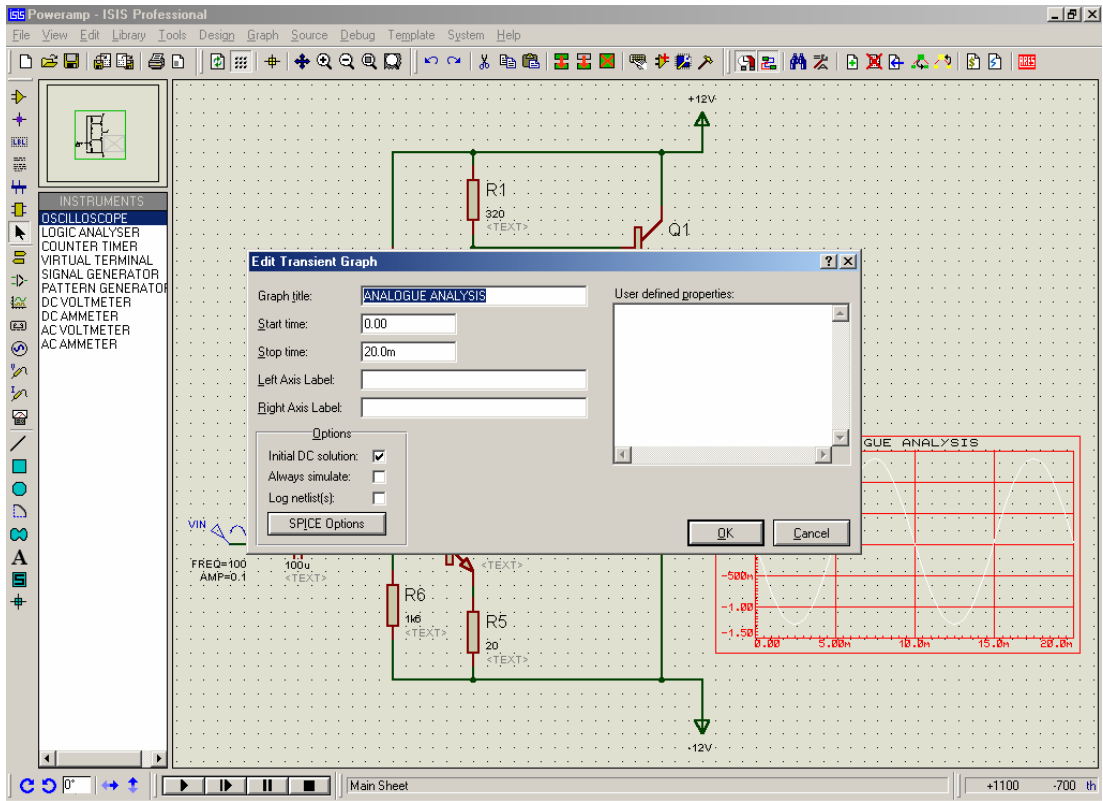 Poweramp - ISIS Professional
File View Edit Library Tools Design Graph Source Debug Template System Help
INSTRUMENTS
OSCILLOSCOPE
LOGIC ANALYSER
COUNTER TIMER
VIRTUAL TERMINAL
SIGNAL GENERATOR
PATTERN GENERATOR
DC VOLTMETER
DC AMMETER
AC VOLTMETER
AC AMMETER
+12V
R1
320
<TEXT>
Q1
Edit Transient Graph
Graph title: ANALOGUE ANALYSIS
User defined properties:
Start time: 0.00
Stop time: 20.0m
Left Axis Label:
Right Axis Label:
Options
Initial DC solution:
Always simulate:
Log netlist(s):
SPICE Options
OK Cancel
GUE ANALYSIS
-500m
-1.00
-1.50
0.00 5.00m 10.0m 15.0m 20.0m
VIN
FREQ=100
AMP=0.1
100u
<TEXT>
<TEXT>
R6
1k6
<TEXT>
R5
20
<TEXT>
-12V
0°
Main Sheet
+1100 -700 th